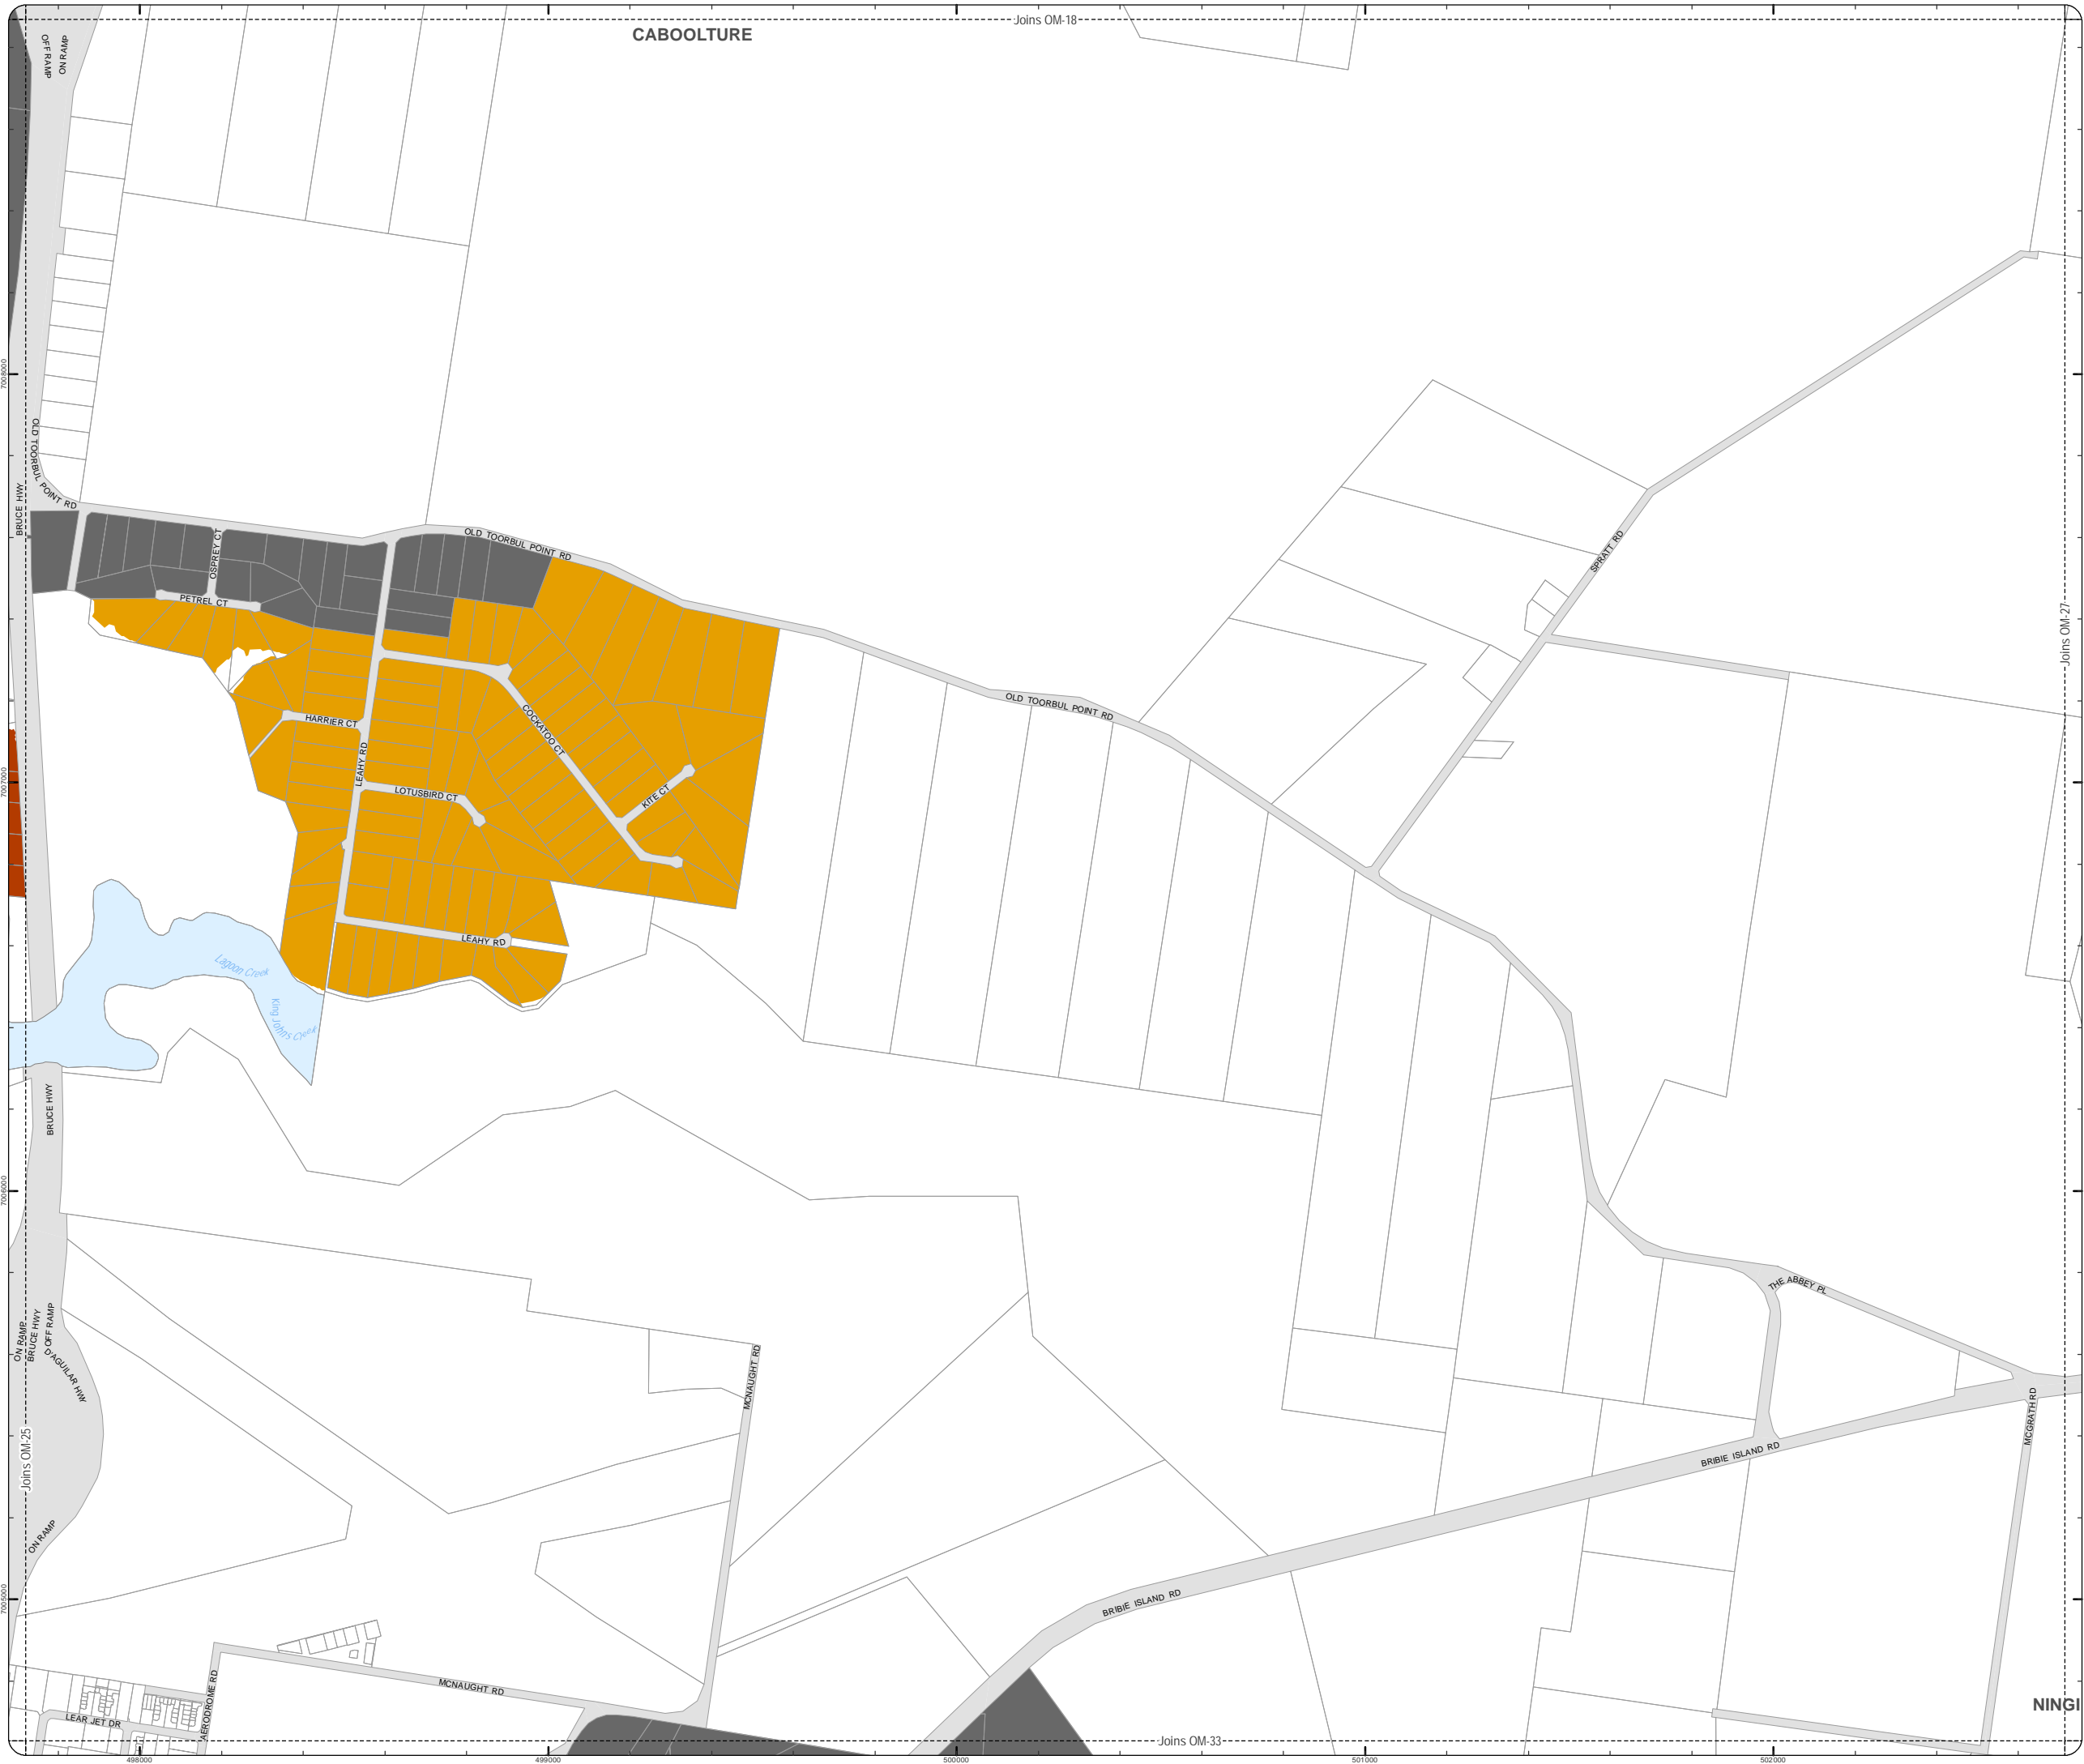 Joins OM-18
CABOOLTURE
OFF RAMP
ON RAMP
7008000
OLD TOORBUL POINT RD
BRUCE HWY
OSPREY CT
OLD TOORBUL POINT RD
SPRATT RD
PETREL CT
Joins OM-27
OLD TOORBUL POINT RD
HARRIER CT
COCKATOO CT
LEAHY RD
7007000
LOTUSBIRD CT
KITE CT
LEAHY RD
Lagoon Creek
King John's Creek
BRUCE HWY
7006000
THE ABBEY PL
ON RAMP
BRUCE HWY
OFF RAMP
D'AGUILAR HWY
MCNAUGHT RD
MCGRATH RD
Joins OM-25
BRIBIE ISLAND RD
ON RAMP
7005000
BRIBIE ISLAND RD
AERODROME RD
MCNAUGHT RD
NINGI
LEAR JET DR
Joins OM-33
498000
499000
500000
501000
502000